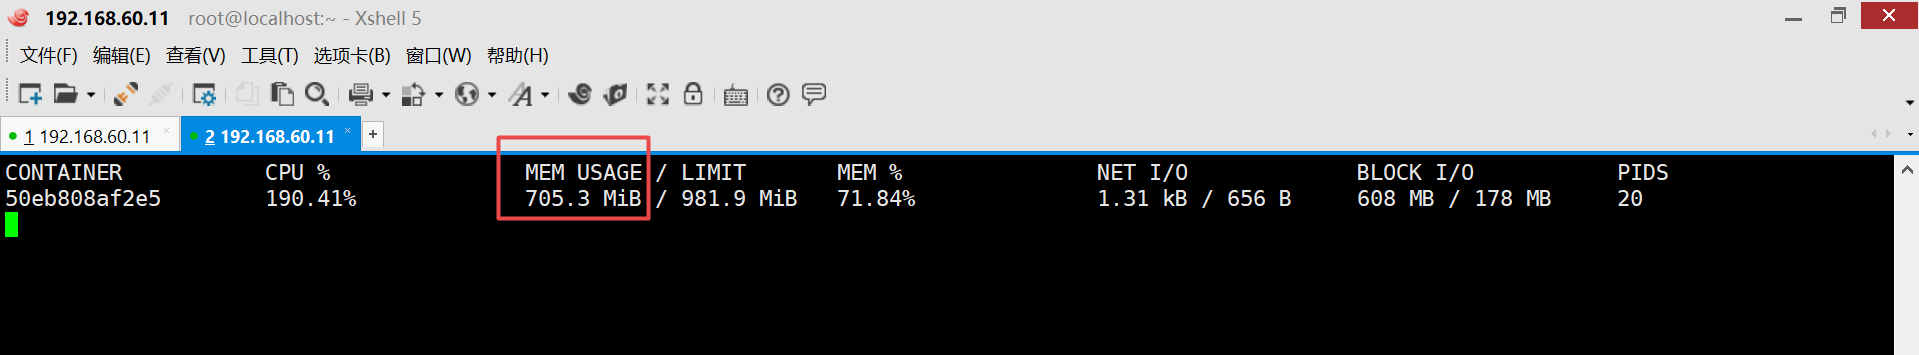 192.168.60.11 root@localhost:~ - Xshell 5
文件(F) 编辑(E) 查看(V) 工具(T) 选项卡(B) 窗口(W) 帮助(H)
1 192.168.60.11 × 2 192.168.60.11 × +
CONTAINER CPU % MEM USAGE / LIMIT MEM % NET I/O BLOCK I/O PIDS
50eb808af2e5 190.41% 705.3 MiB / 981.9 MiB 71.84% 1.31 kB / 656 B 608 MB / 178 MB 20